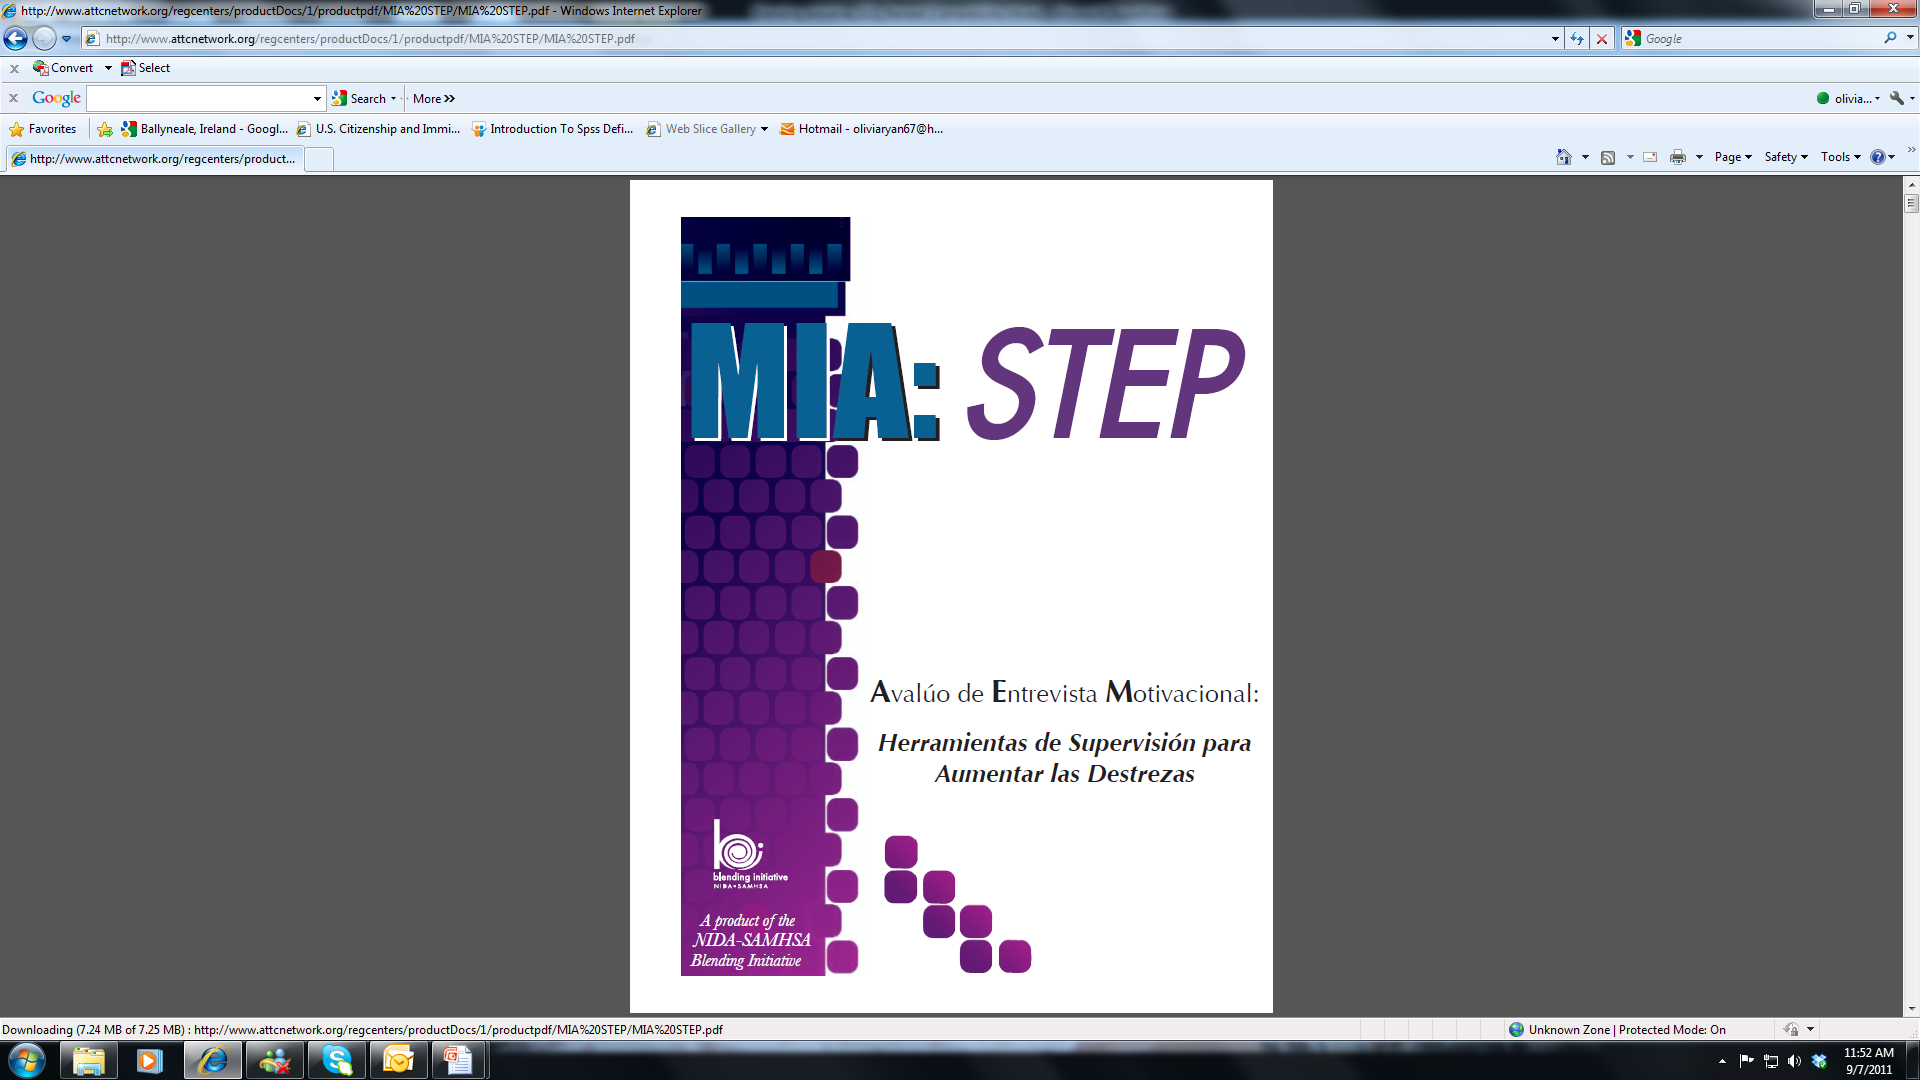 http://www.attcnetwork.org/regcenters/productDocs/1/productpdf/MIA%20STEP/MIA%20STEP.pdf - Windows Internet Explorer
http://www.attcnetwork.org/regcenters/productDocs/1/productpdf/MIA%20STEP/MIA%20STEP.pdf
Google
x Convert Select
x Google Search More »
olivia...
Favorites Ballyneale, Ireland - Googl... U.S. Citizenship and Immi... Introduction To Spss Defi... Web Slice Gallery Hotmail - oliviaryan67@h...
http://www.attcnetwork.org/regcenters/product...
Page Safety Tools »
MIA: STEP
Avalúo de Entrevista Motivacional:
Herramientas de Supervisión para
Aumentar las Destrezas
blending initiative
NIDA•SAMHSA
A product of the
NIDA-SAMHSA
Blending Initiative
Downloading (7.24 MB of 7.25 MB) : http://www.attcnetwork.org/regcenters/productDocs/1/productpdf/MIA%20STEP/MIA%20STEP.pdf
Unknown Zone | Protected Mode: On
11:52 AM
9/7/2011